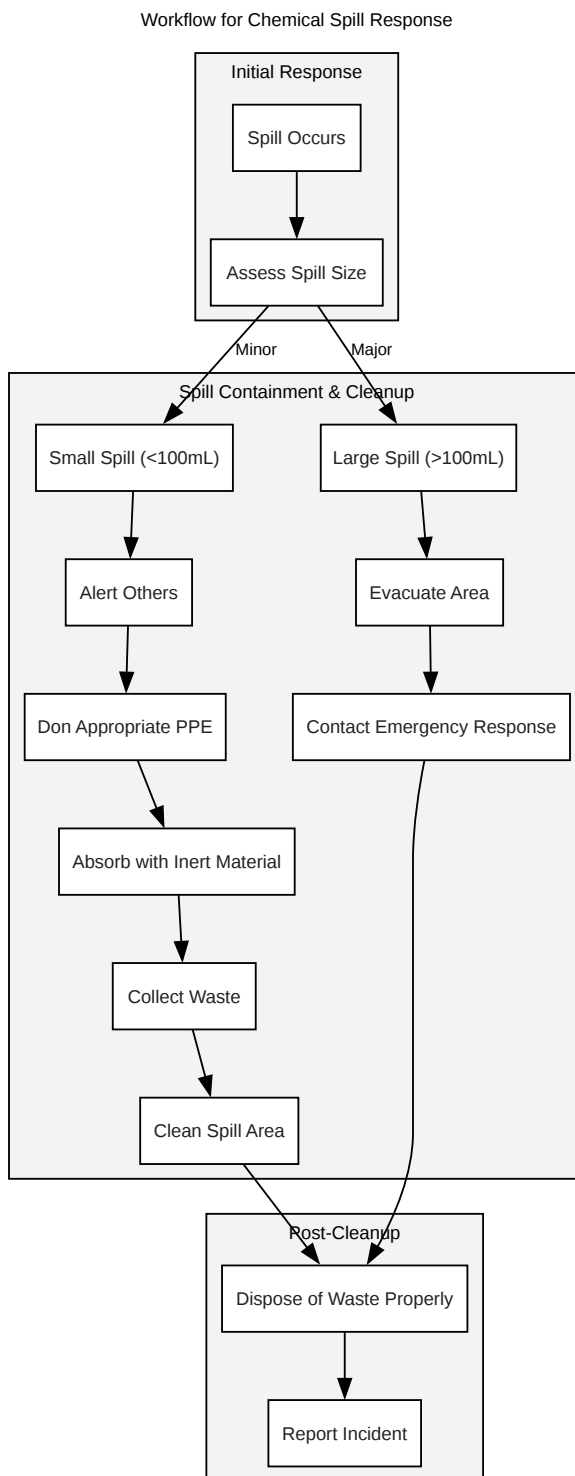 Workflow for Chemical Spill Response
Initial Response
Spill Occurs
Assess Spill Size
Minor
Major
Spill Containment & Cleanup
Small Spill (<100mL)
Large Spill (>100mL)
Alert Others
Evacuate Area
Don Appropriate PPE
Contact Emergency Response
Absorb with Inert Material
Collect Waste
Clean Spill Area
Post-Cleanup
Dispose of Waste Properly
Report Incident